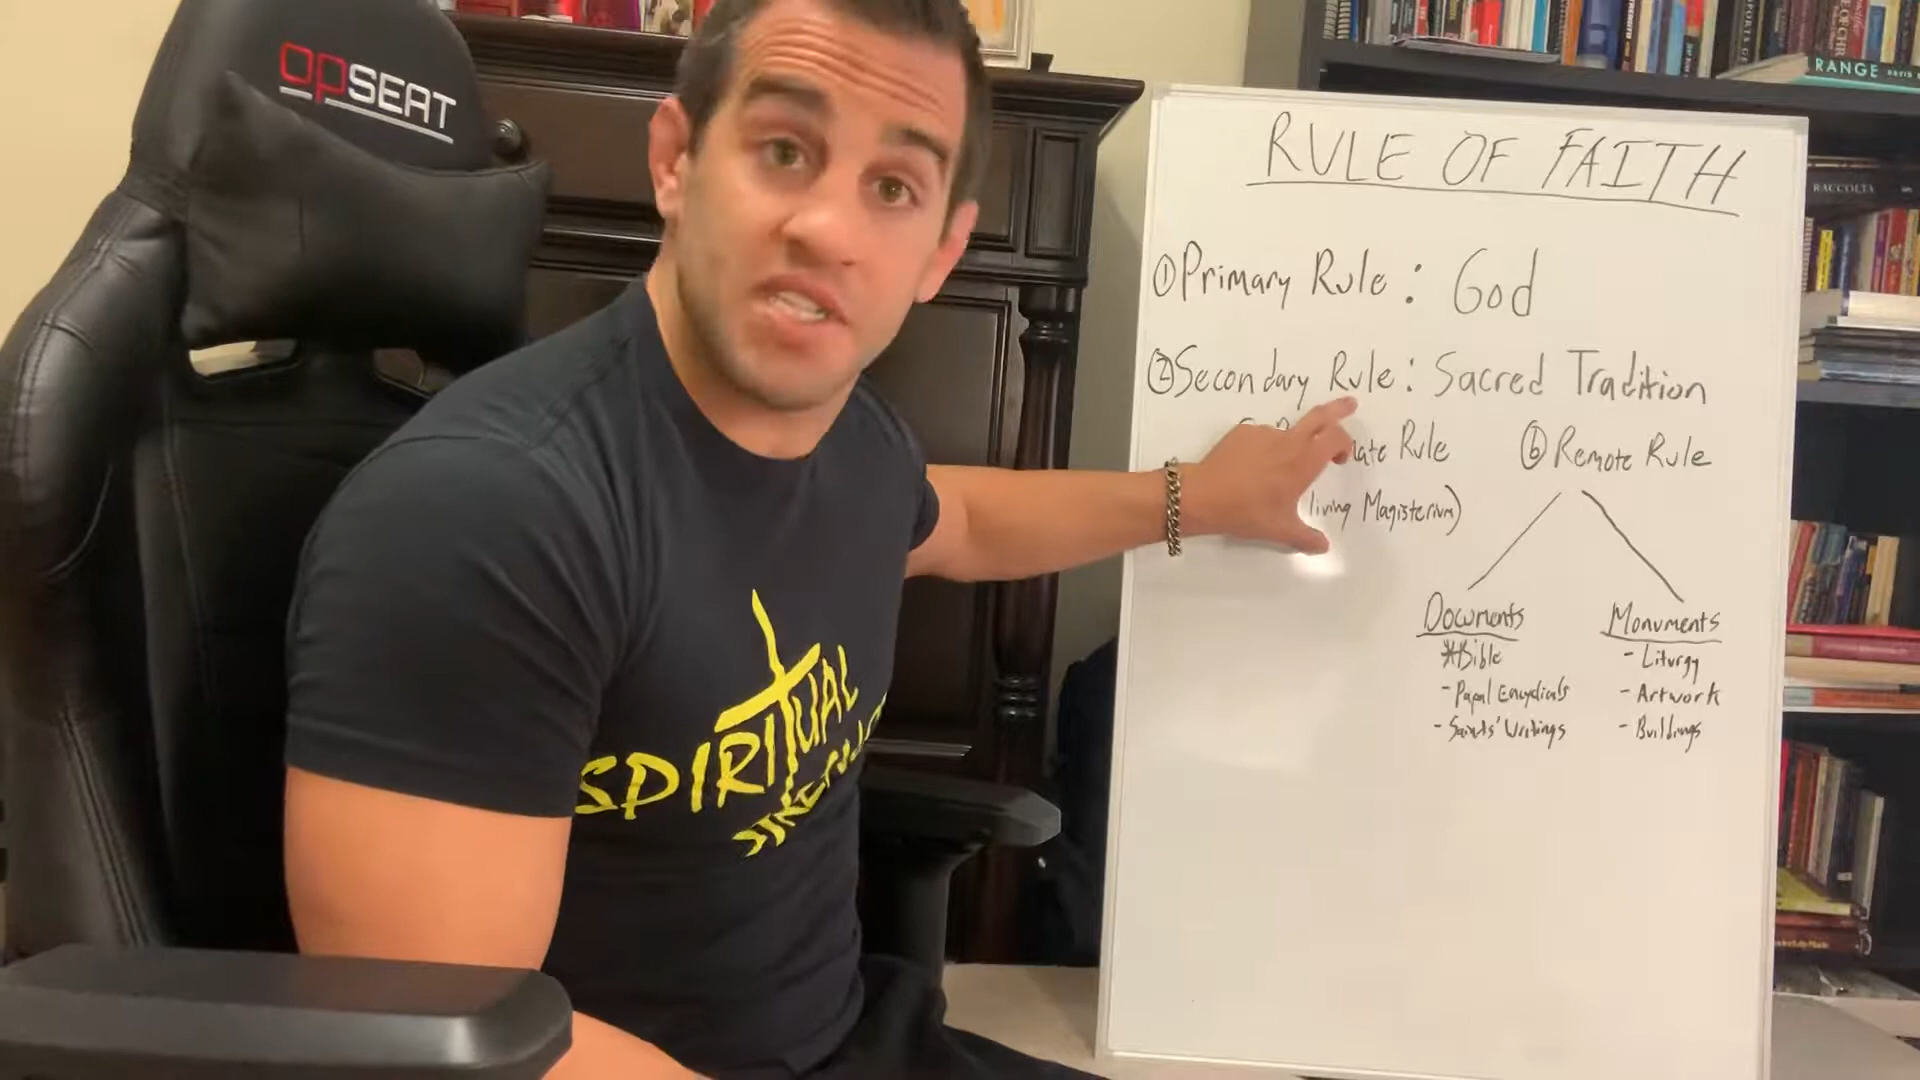 OPSEAT
RULE OF FAITH
① Primary Rule: God
② Secondary Rule: Sacred Tradition
Rule
ⓑ Remote Rule
living Magisterium)
Documents
*Bible
- Papal Encyclicals
- Saints' Writings
Monuments
- Liturgy
- Artwork
- Buildings
SPIRITUAL
RANGE
RACCOLTA